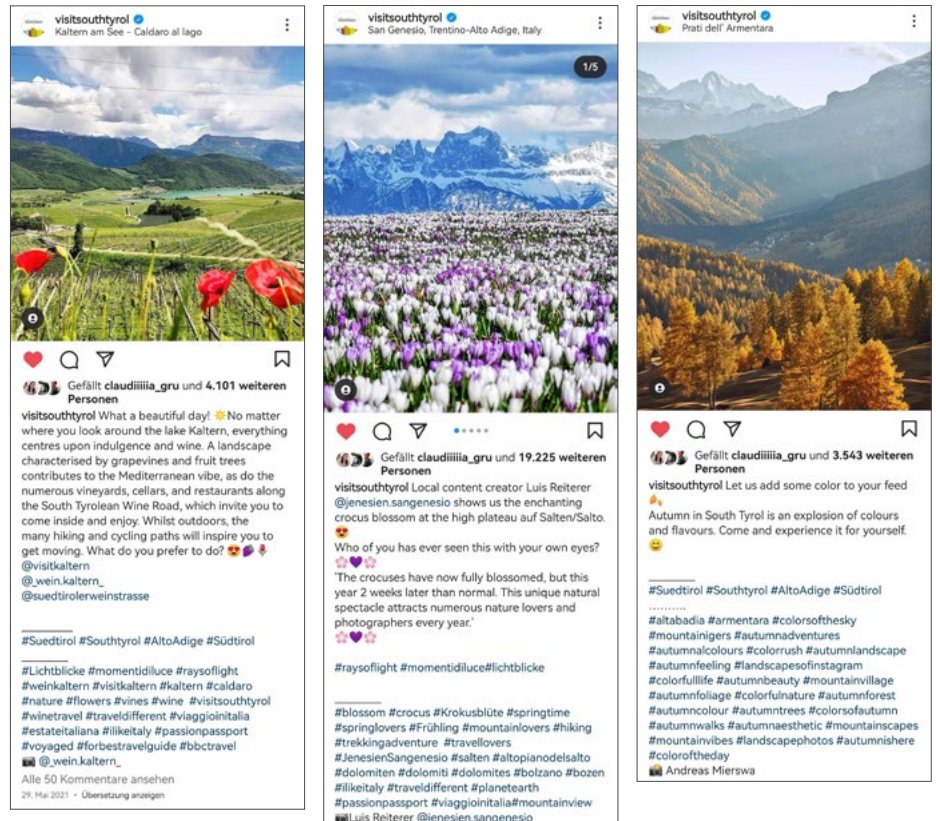 visitsouthtyrol
Kaltern am See - Caldaro al lago
Gefällt claudiiiiiia_gru und 4.101 weiteren
Personen
visitsouthtyrol What a beautiful day! ☀️No matter
where you look around the lake Kaltern, everything
centres upon indulgence and wine. A landscape
characterised by grapevines and fruit trees
contributes to the Mediterranean vibe, as do the
numerous vineyards, cellars, and restaurants along
the South Tyrolean Wine Road, which invite you to
come inside and enjoy. Whilst outdoors, the
many hiking and cycling paths will inspire you to
get moving. What do you prefer to do? 😍🍇🌷
@visitkaltern
@_wein.kaltern_
@suedtirolerweinstrasse
#Suedtirol #Southtyrol #AltoAdige #Südtirol
#Lichtblicke #momentidiluce #raysoflight
#weinkaltern #visitkaltern #kaltern #caldaro
#nature #flowers #vines #wine #visitsouthtyrol
#winetravel #traveldifferent #viaggioinitalia
#estateitaliana #ilikeitaly #passionpassport
#voyaged #forbestravelguide #bbctravel
📷 @_wein.kaltern_
Alle 50 Kommentare ansehen
29. Mai 2021 • Übersetzung anzeigen
visitsouthtyrol
San Genesio, Trentino-Alto Adige, Italy
1/5
Gefällt claudiiiiiia_gru und 19.225 weiteren
Personen
visitsouthtyrol Local content creator Luis Reiterer
@jenesien.sangenesio shows us the enchanting
crocus blossom at the high plateau auf Salten/Salto.
😍
Who of you has ever seen this with your own eyes?
🌸💜🌸
'The crocuses have now fully blossomed, but this
year 2 weeks later than normal. This unique natural
spectacle attracts numerous nature lovers and
photographers every year.'
🌸💜🌸
#raysoflight #momentidiluce#lichtblicke
#blossom #crocus #Krokusblüte #springtime
#springlovers #Frühling #mountainlovers #hiking
#trekkingadventure #travellovers
#JenesienSangenesio #salten #altopianodelsalto
#dolomiten #dolomiti #dolomites #bolzano #bozen
#ilikeitaly #traveldifferent #planetearth
#passionpassport #viaggioinitalia#mountainview
📷Luis Reiterer @jenesien.sangenesio
visitsouthtyrol
Prati dell' Armentara
Gefällt claudiiiiiia_gru und 3.543 weiteren
Personen
visitsouthtyrol Let us add some color to your feed
🍂
Autumn in South Tyrol is an explosion of colours
and flavours. Come and experience it for yourself.
😄
#Suedtirol #Southtyrol #AltoAdige #Südtirol
..........
#altabadia #armentara #colorsofthesky
#mountainigers #autumnadventures
#autumnalcolours #colorrush #autumnlandscape
#autumnfeeling #landscapesofinstagram
#colorfulllife #autumnbeauty #mountainvillage
#autumnfoliage #colorfulnature #autumnforest
#autumncolour #autumntrees #colorsofautumn
#autumnwalks #autumnaesthetic #mountainscapes
#mountainvibes #landscapephotos #autumnishere
#coloroftheday
📸 Andreas Mierswa